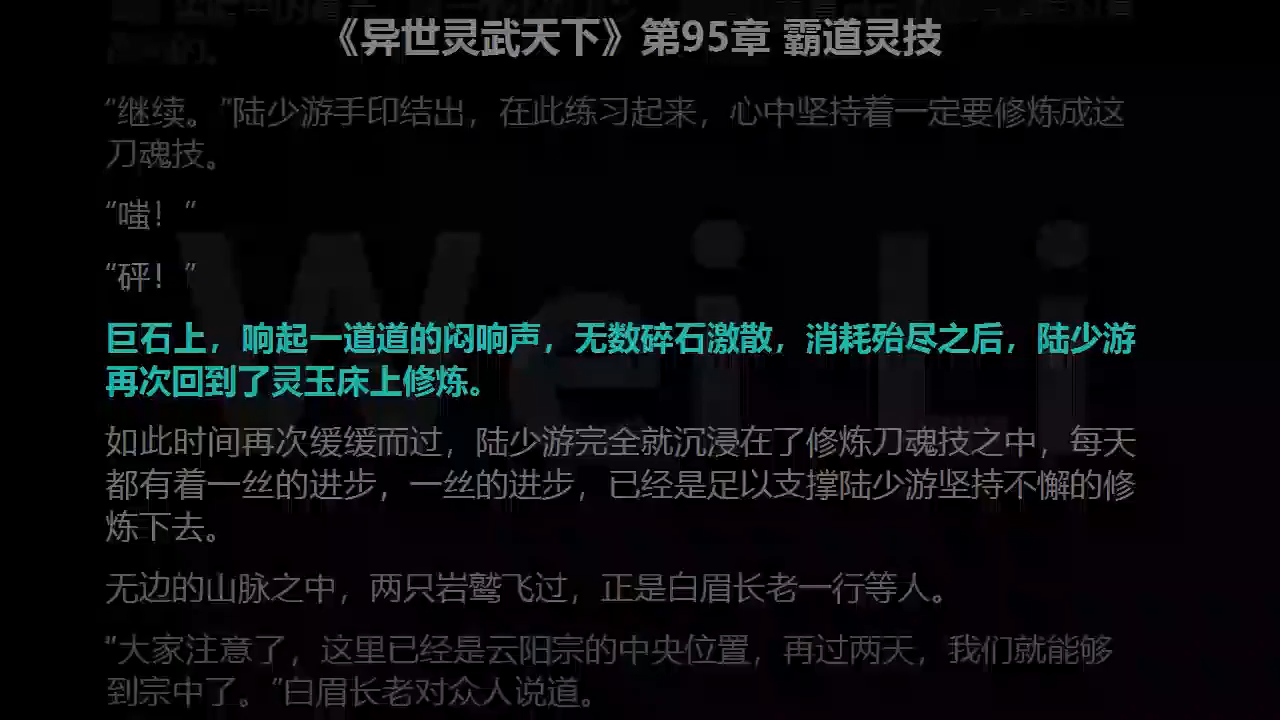 《异世灵武天下》第95章 霸道灵技
“继续。”陆少游手印结出，在此练习起来，心中坚持着一定要修炼成这
刀魂技。
“嗤！”
“砰！”
巨石上，响起一道道的闷响声，无数碎石激散，消耗殆尽之后，陆少游
再次回到了灵玉床上修炼。
如此时间再次缓缓而过，陆少游完全就沉浸在了修炼刀魂技之中，每天
都有着一丝的进步，一丝的进步，已经是足以支撑陆少游坚持不懈的修
炼下去。
无边的山脉之中，两只岩鹫飞过，正是白眉长老一行等人。
“大家注意了，这里已经是云阳宗的中央位置，再过两天，我们就能够
到宗中了。”白眉长老对众人说道。
Wei Li